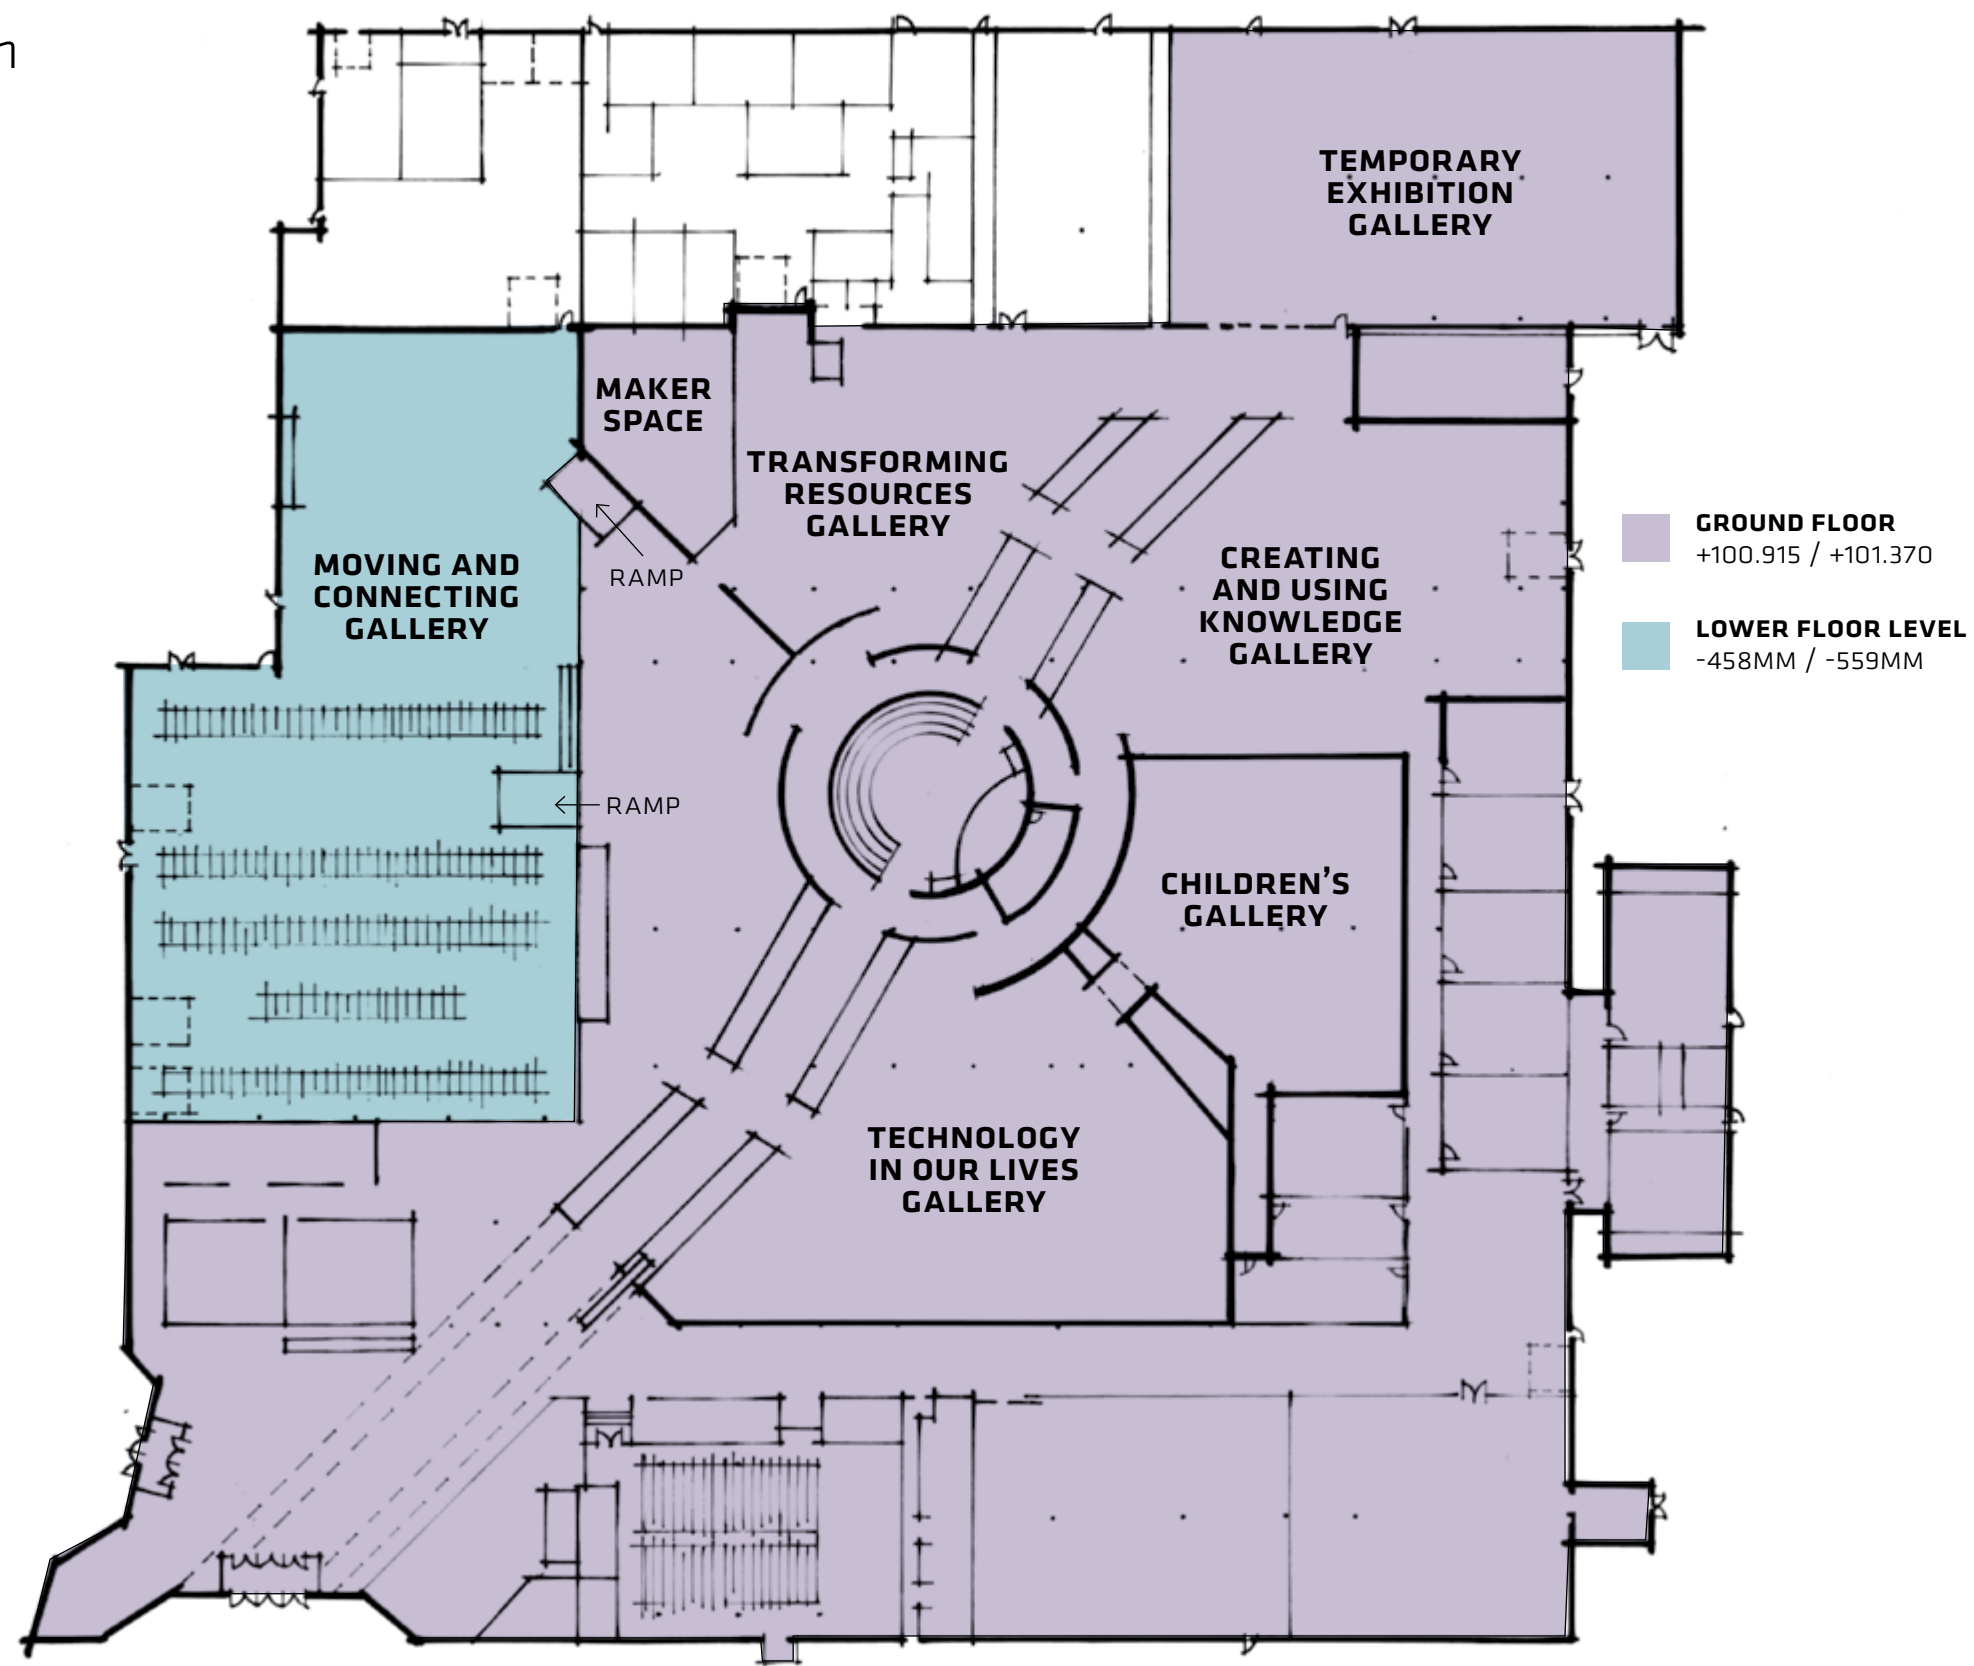 n
TEMPORARY
EXHIBITION
GALLERY
MAKER
SPACE
TRANSFORMING
RESOURCES
GALLERY
MOVING AND
CONNECTING
GALLERY
RAMP
CREATING
AND USING
KNOWLEDGE
GALLERY
GROUND FLOOR
+100.915 / +101.370
LOWER FLOOR LEVEL
-458MM / -559MM
RAMP
CHILDREN'S
GALLERY
TECHNOLOGY
IN OUR LIVES
GALLERY